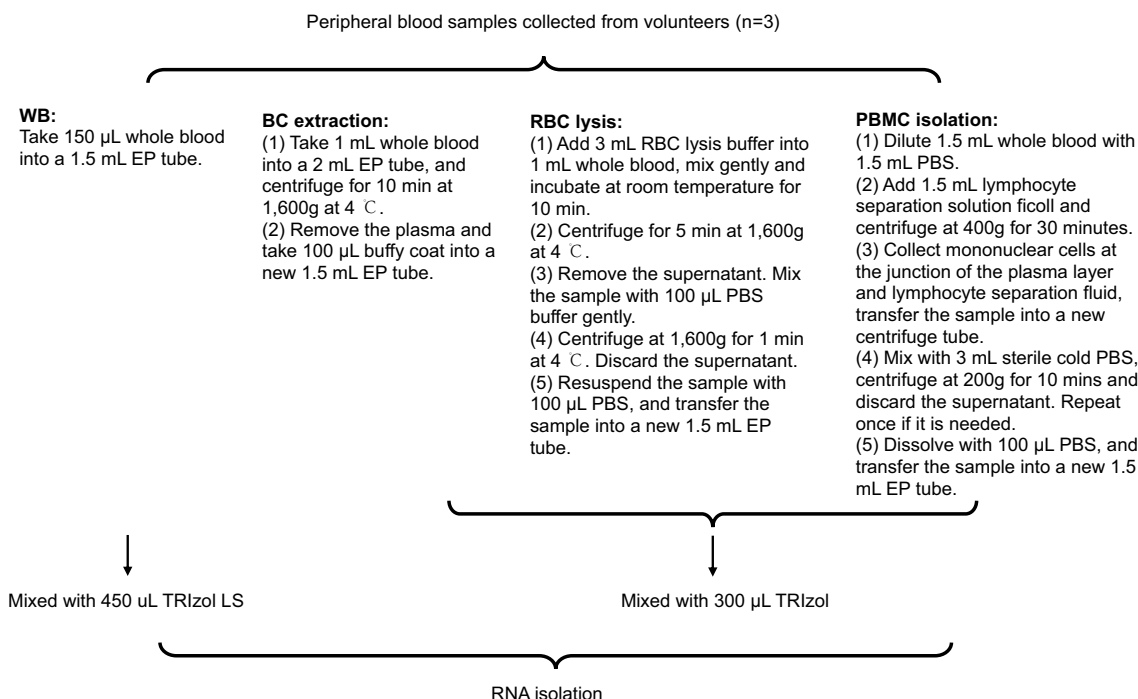 Peripheral blood samples collected from volunteers (n=3)
WB:
Take 150 µL whole blood
into a 1.5 mL EP tube.
BC extraction:
(1) Take 1 mL whole blood
into a 2 mL EP tube, and
centrifuge for 10 min at
1,600g at 4 ℃.
(2) Remove the plasma and
take 100 µL buffy coat into a
new 1.5 mL EP tube.
RBC lysis:
(1) Add 3 mL RBC lysis buffer into
1 mL whole blood, mix gently and
incubate at room temperature for
10 min.
(2) Centrifuge for 5 min at 1,600g
at 4 ℃.
(3) Remove the supernatant. Mix
the sample with 100 µL PBS
buffer gently.
(4) Centrifuge at 1,600g for 1 min
at 4 ℃. Discard the supernatant.
(5) Resuspend the sample with
100 µL PBS, and transfer the
sample into a new 1.5 mL EP
tube.
PBMC isolation:
(1) Dilute 1.5 mL whole blood with
1.5 mL PBS.
(2) Add 1.5 mL lymphocyte
separation solution ficoll and
centrifuge at 400g for 30 minutes.
(3) Collect mononuclear cells at
the junction of the plasma layer
and lymphocyte separation fluid,
transfer the sample into a new
centrifuge tube.
(4) Mix with 3 mL sterile cold PBS,
centrifuge at 200g for 10 mins and
discard the supernatant. Repeat
once if it is needed.
(5) Dissolve with 100 µL PBS, and
transfer the sample into a new 1.5
mL EP tube.
Mixed with 450 uL TRIzol LS
Mixed with 300 µL TRIzol
RNA isolation